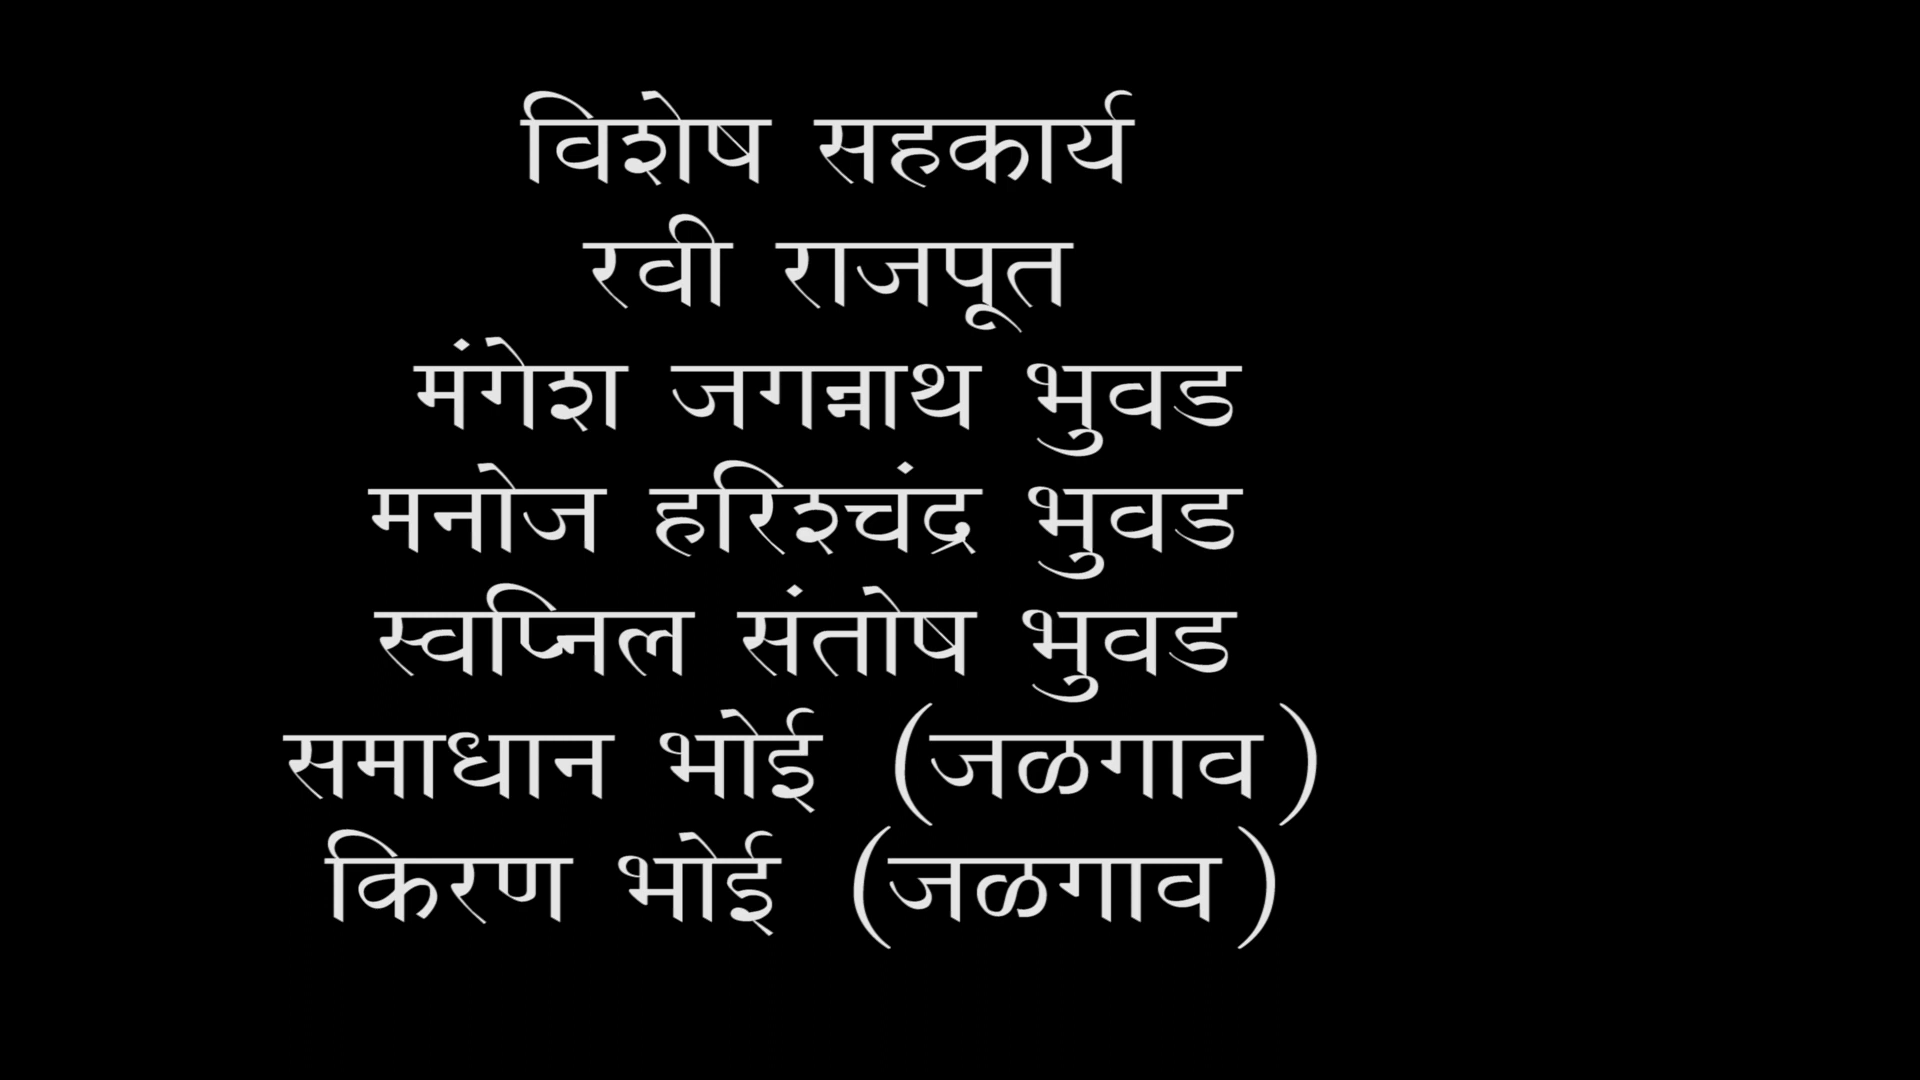 विशेष सहकार्य
रवी राजपूत
मंगेश जगन्नाथ भुवड
मनोज हरिश्चंद्र भुवड
स्वप्निल संतोष भुवड
समाधान भोई (जळगाव)
किरण भोई (जळगाव)